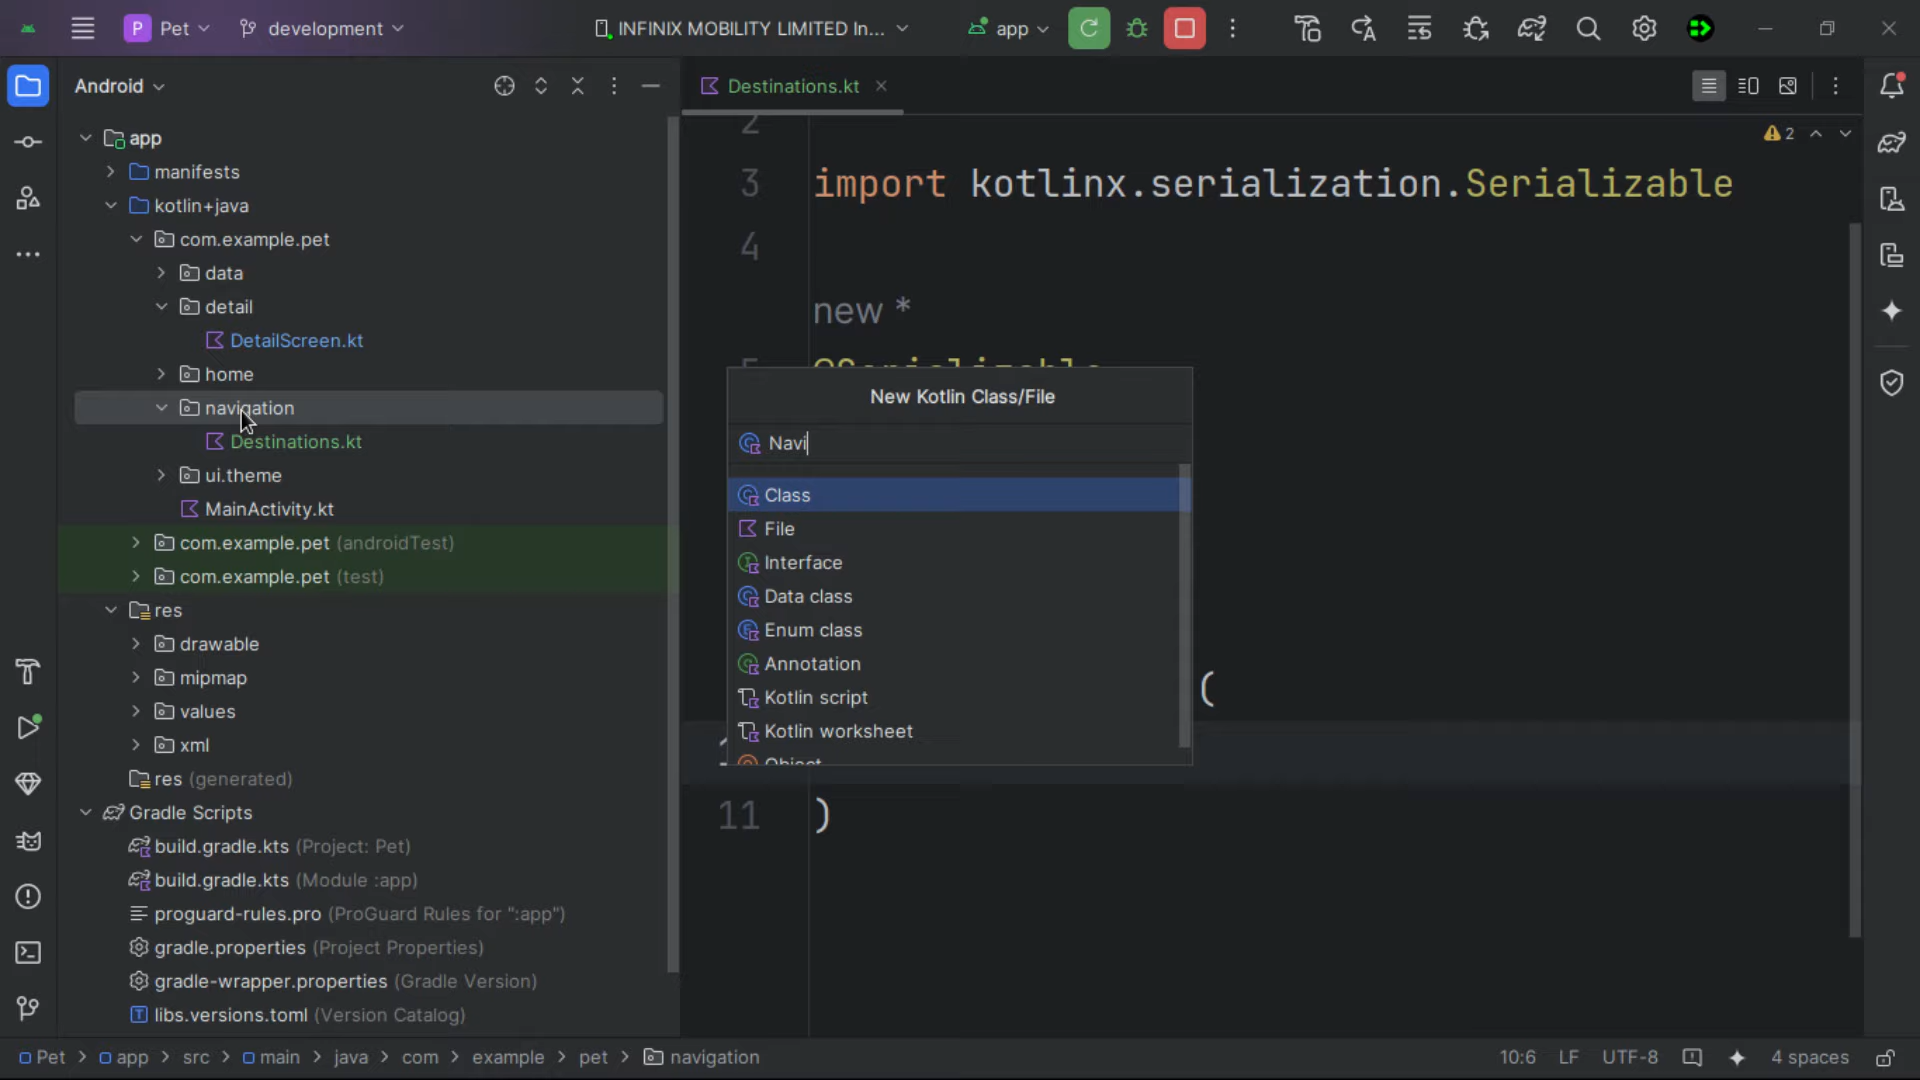 P Pet
development
INFINIX MOBILITY LIMITED In...
app
Android
app
manifests
kotlin+java
com.example.pet
data
detail
DetailScreen.kt
home
navigation
Destinations.kt
ui.theme
MainActivity.kt
com.example.pet (androidTest)
com.example.pet (test)
res
drawable
mipmap
values
xml
res (generated)
Gradle Scripts
build.gradle.kts (Project: Pet)
build.gradle.kts (Module :app)
proguard-rules.pro (ProGuard Rules for ":app")
gradle.properties (Project Properties)
gradle-wrapper.properties (Gradle Version)
libs.versions.toml (Version Catalog)
Destinations.kt
2
2
3 import kotlinx.serialization.Serializable
4
new *
5 @Serializable
New Kotlin Class/File
Navi
Class
File
Interface
Data class
Enum class
Annotation
Kotlin script
Kotlin worksheet
Object
(
11 )
Pet > app > src > main > java > com > example > pet > navigation
10:6 LF UTF-8 4 spaces